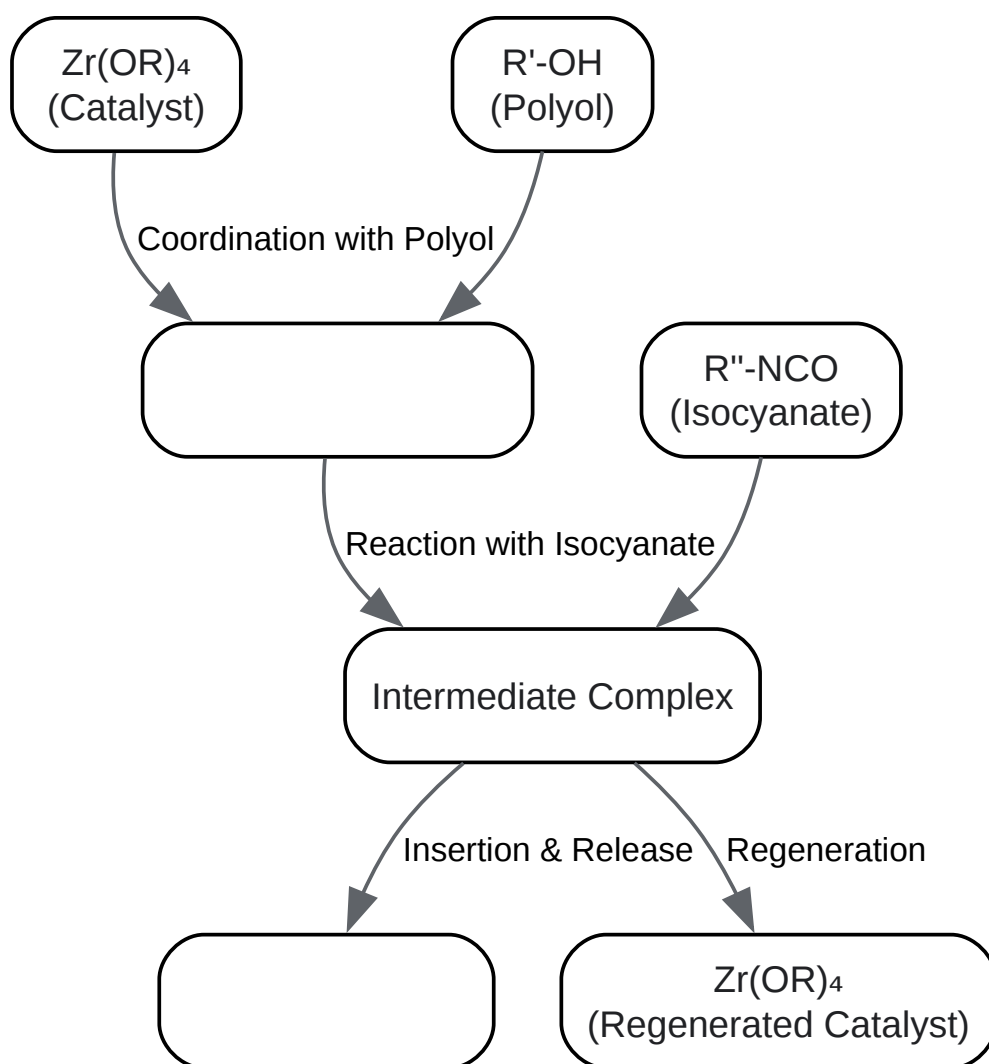 Zr(OR)₄
(Catalyst)
R'-OH
(Polyol)
Coordination with Polyol
R"-NCO
(Isocyanate)
Reaction with Isocyanate
Intermediate Complex
Insertion & Release
Regeneration
Zr(OR)₄
(Regenerated Catalyst)